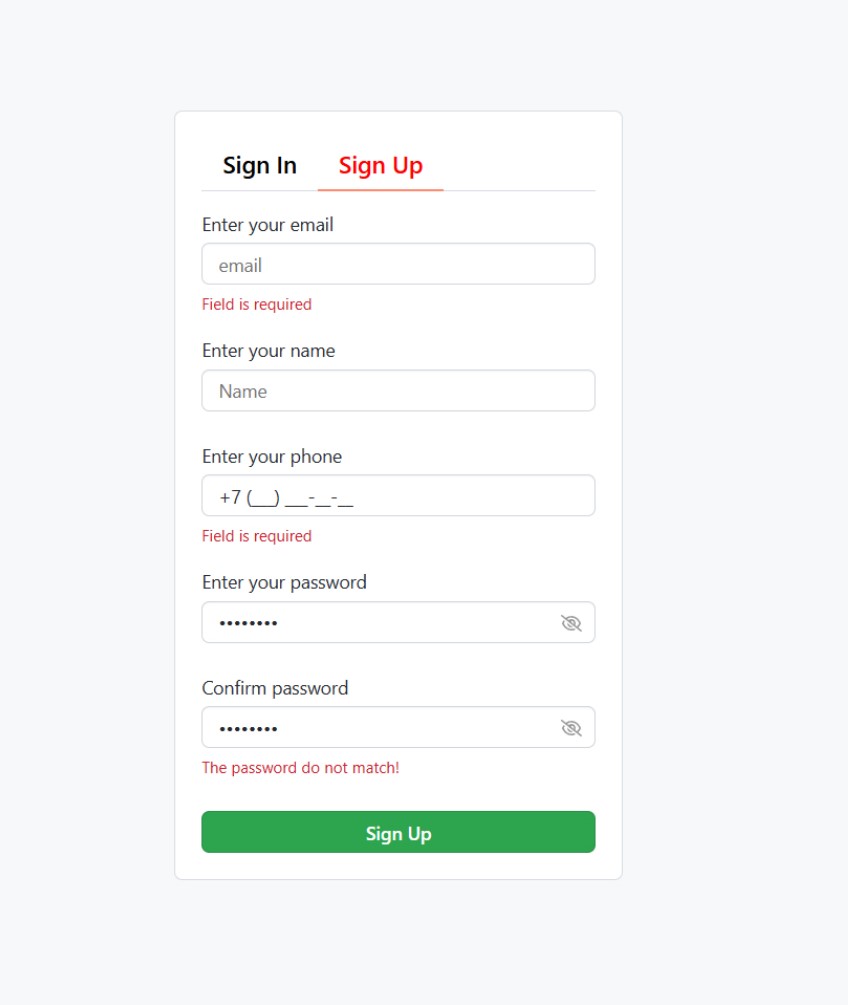 Sign In Sign Up
Enter your email
email
Field is required
Enter your name
Name
Enter your phone
+7 (___) ___-__-__
Field is required
Enter your password
••••••••
Confirm password
••••••••
The password do not match!
Sign Up